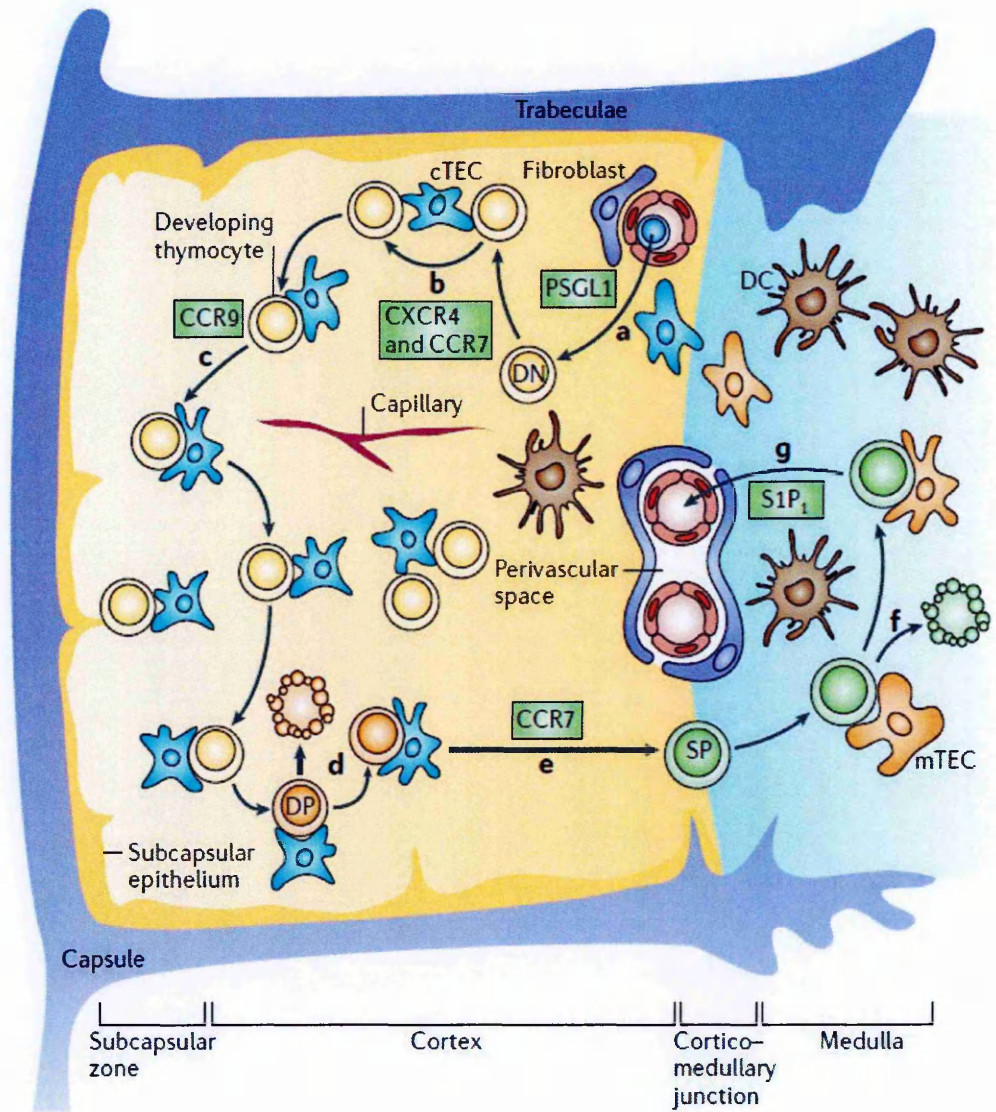 Trabeculae
cTEC
Fibroblast
Developing
thymocyte
DC
PSGL1
CCR9
b
CXCR4
and CCR7
a
c
DN
Capillary
g
S1P1
Perivascular
space
f
CCR7
d
e
SP
mTEC
DP
Subcapsular
epithelium
Capsule
Subcapsular
zone
Cortex
Cortico–
medullary
junction
Medulla